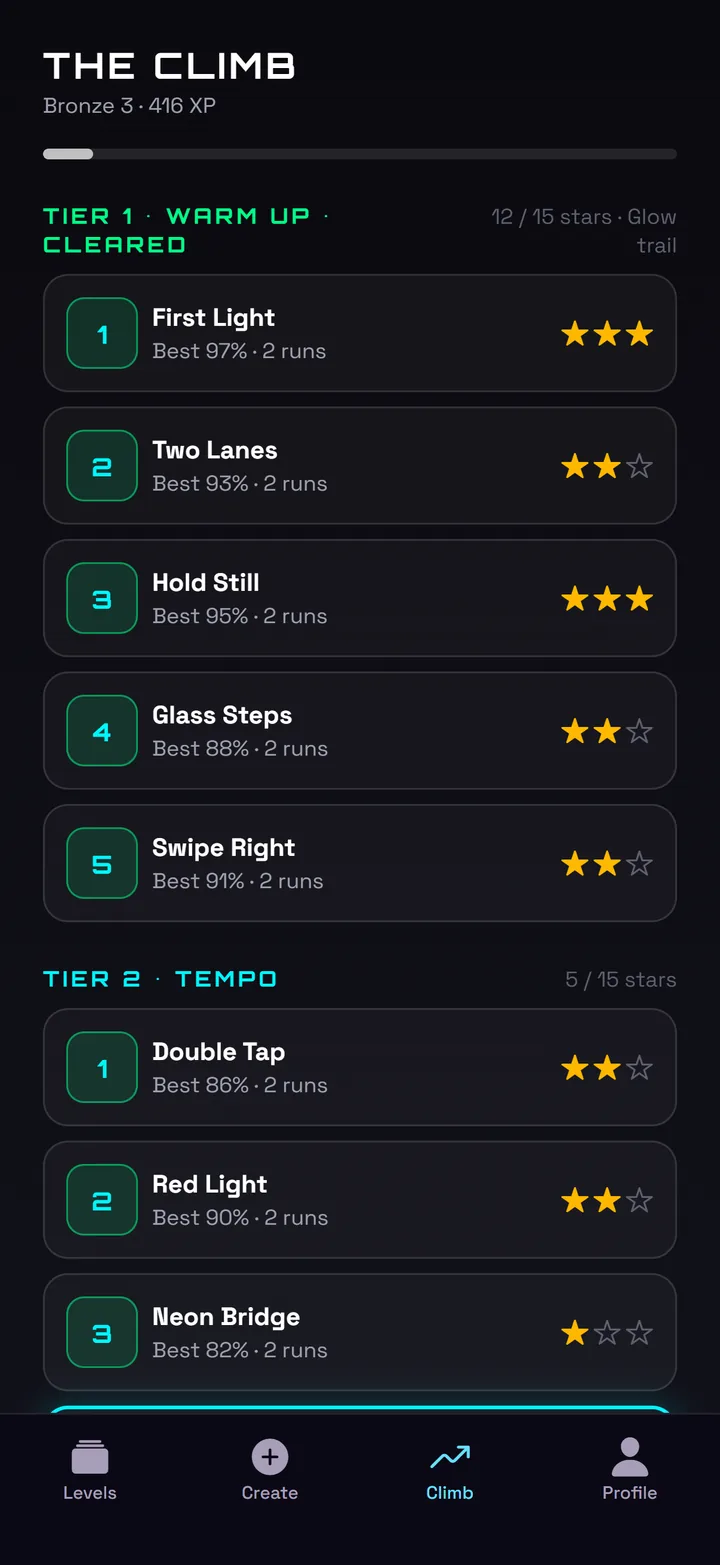 THE CLIMB
Bronze 3 · 416 XP
TIER 1 · WARM UP ·
CLEARED
12 / 15 stars · Glow
trail
1
First Light
Best 97% · 2 runs
2
Two Lanes
Best 93% · 2 runs
3
Hold Still
Best 95% · 2 runs
4
Glass Steps
Best 88% · 2 runs
5
Swipe Right
Best 91% · 2 runs
TIER 2 · TEMPO
5 / 15 stars
1
Double Tap
Best 86% · 2 runs
2
Red Light
Best 90% · 2 runs
3
Neon Bridge
Best 82% · 2 runs
Levels
Create
Climb
Profile